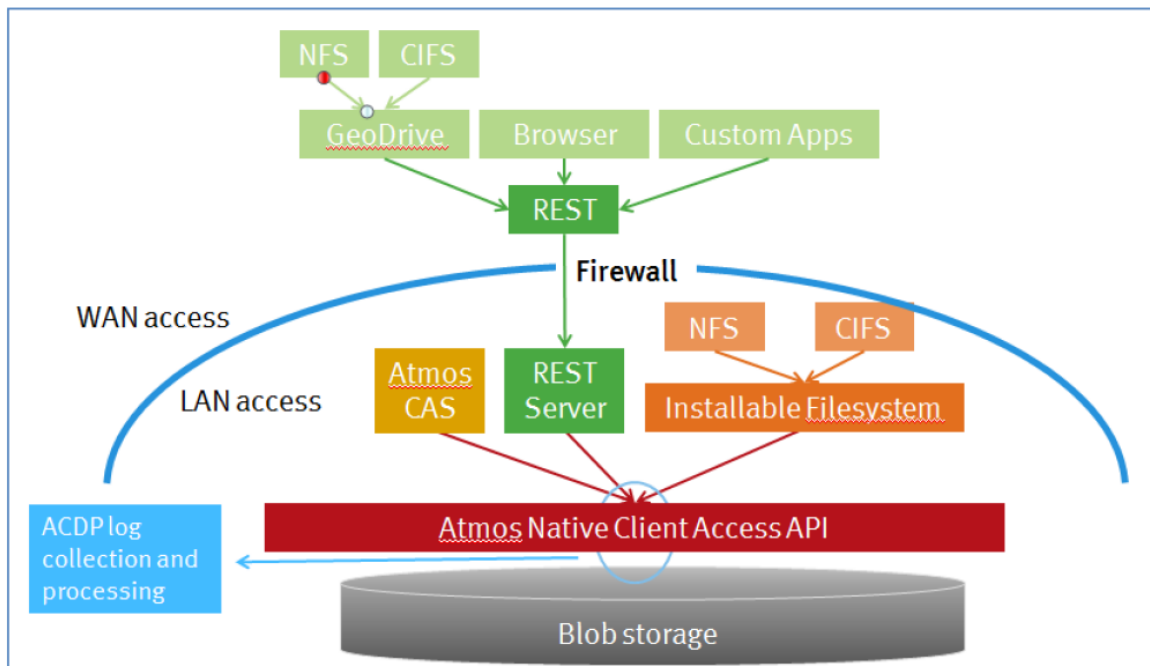 NFS
CIFS
GeoDrive
Browser
Custom Apps
REST
Firewall
WAN access
NFS
CIFS
LAN access
Atmos
CAS
REST
Server
Installable Filesystem
ACDP log
collection and
processing
Atmos Native Client Access API
Blob storage